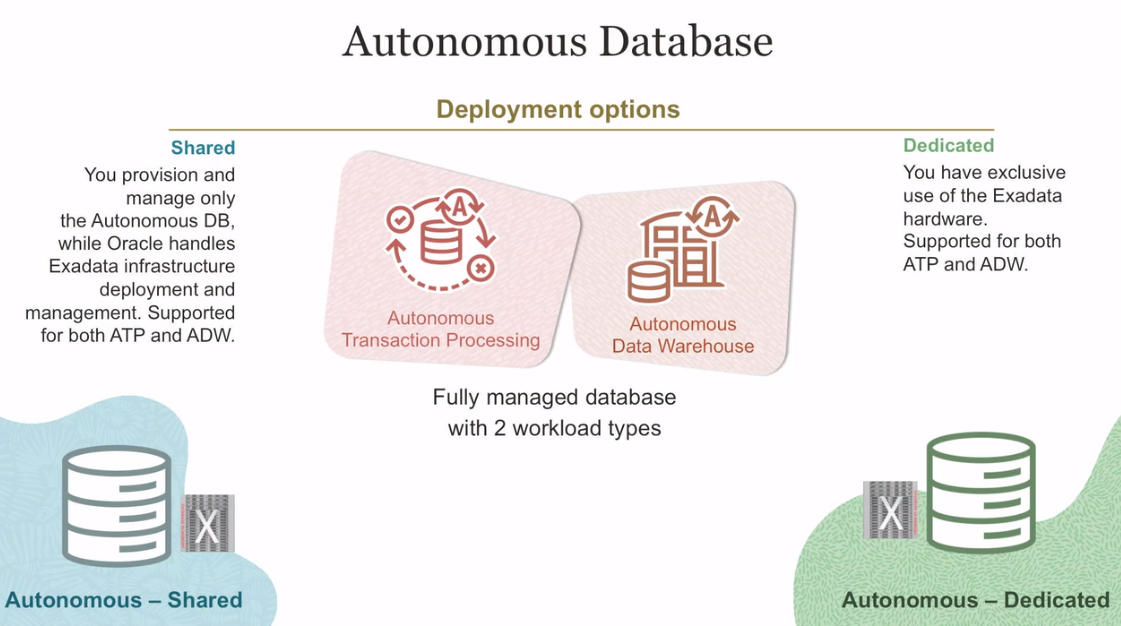 Autonomous Database
Deployment options
Shared
You provision and
manage only
the Autonomous DB,
while Oracle handles
Exadata infrastructure
deployment and
management. Supported
for both ATP and ADW.
A
Autonomous
Transaction Processing
A
Autonomous
Data Warehouse
Fully managed database
with 2 workload types
Dedicated
You have exclusive
use of the Exadata
hardware.
Supported for both
ATP and ADW.
X
Autonomous – Shared
X
Autonomous – Dedicated